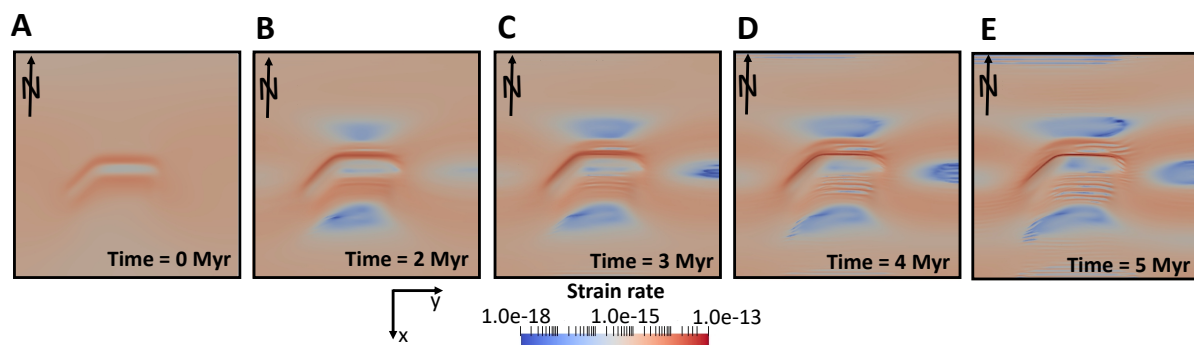 A B C D E
N N N N N
Time = 0 Myr Time = 2 Myr Time = 3 Myr Time = 4 Myr Time = 5 Myr
y
x
Strain rate
1.0e-18 1.0e-15 1.0e-13